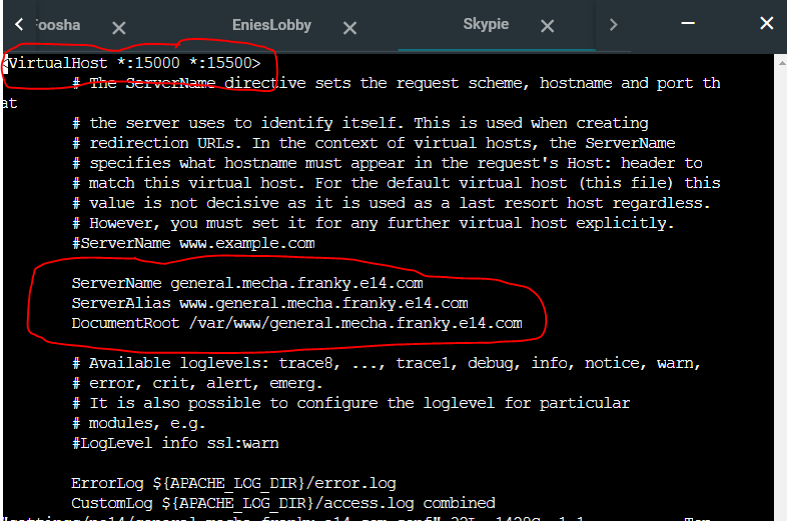 Foosha
EniesLobby
Skypie
<VirtualHost *:15000 *:15500>
# The ServerName directive sets the request scheme, hostname and port th
at
# the server uses to identify itself. This is used when creating
# redirection URLs. In the context of virtual hosts, the ServerName
# specifies what hostname must appear in the request's Host: header to
# match this virtual host. For the default virtual host (this file) this
# value is not decisive as it is used as a last resort host regardless.
# However, you must set it for any further virtual host explicitly.
#ServerName www.example.com
ServerName general.mecha.franky.e14.com
ServerAlias www.general.mecha.franky.e14.com
DocumentRoot /var/www/general.mecha.franky.e14.com
# Available loglevels: trace8, ..., trace1, debug, info, notice, warn,
# error, crit, alert, emerg.
# It is also possible to configure the loglevel for particular
# modules, e.g.
#LogLevel info ssl:warn
ErrorLog ${APACHE_LOG_DIR}/error.log
CustomLog ${APACHE_LOG_DIR}/access.log combined